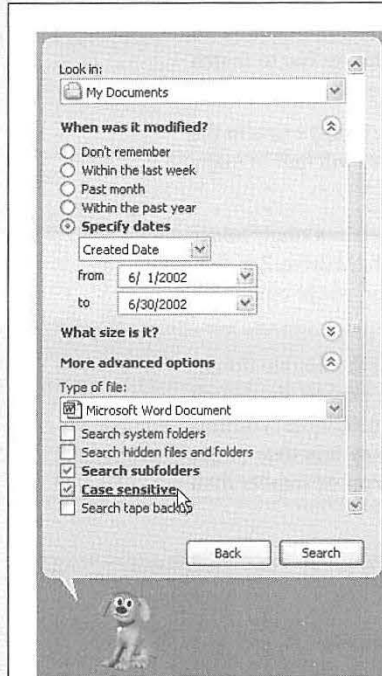 Look in:
My Documents
When was it modified?
Don't remember
Within the last week
Past month
Within the past year
Specify dates
Created Date
from 6/ 1/2002
to 6/30/2002
What size is it?
More advanced options
Type of file:
Microsoft Word Document
Search system folders
Search hidden files and folders
Search subfolders
Case sensitive
Search tape backup
Back Search